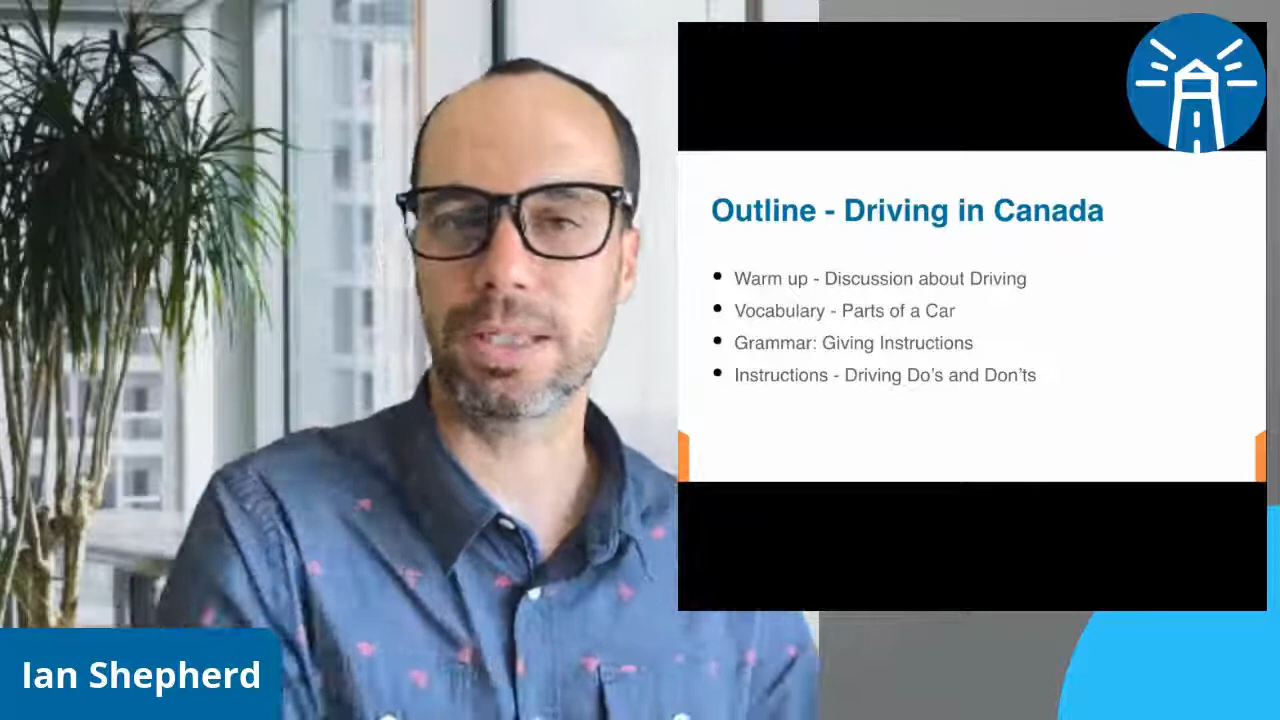 Outline - Driving in Canada
Warm up - Discussion about Driving
Vocabulary - Parts of a Car
Grammar: Giving Instructions
Instructions - Driving Do's and Don'ts
Ian Shepherd